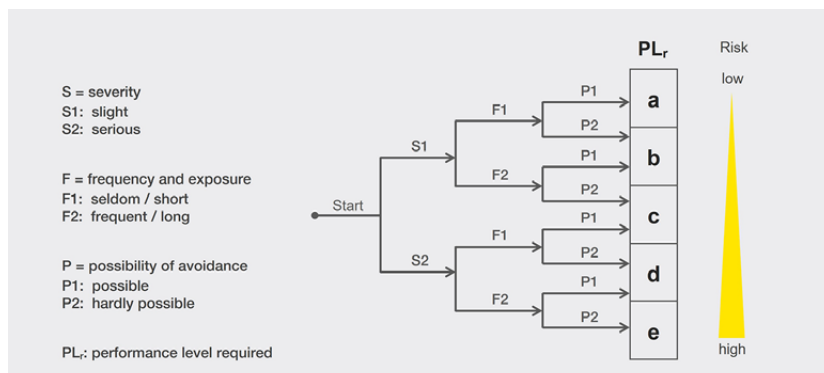 S = severity
S1: slight
S2: serious
F = frequency and exposure
F1: seldom / short
F2: frequent / long
P = possibility of avoidance
P1: possible
P2: hardly possible
PLr: performance level required
Start
S1
S2
F1
F2
F1
F2
P1
P2
P1
P2
P1
P2
P1
P2
PLr
a
b
c
d
e
Risk
low
high